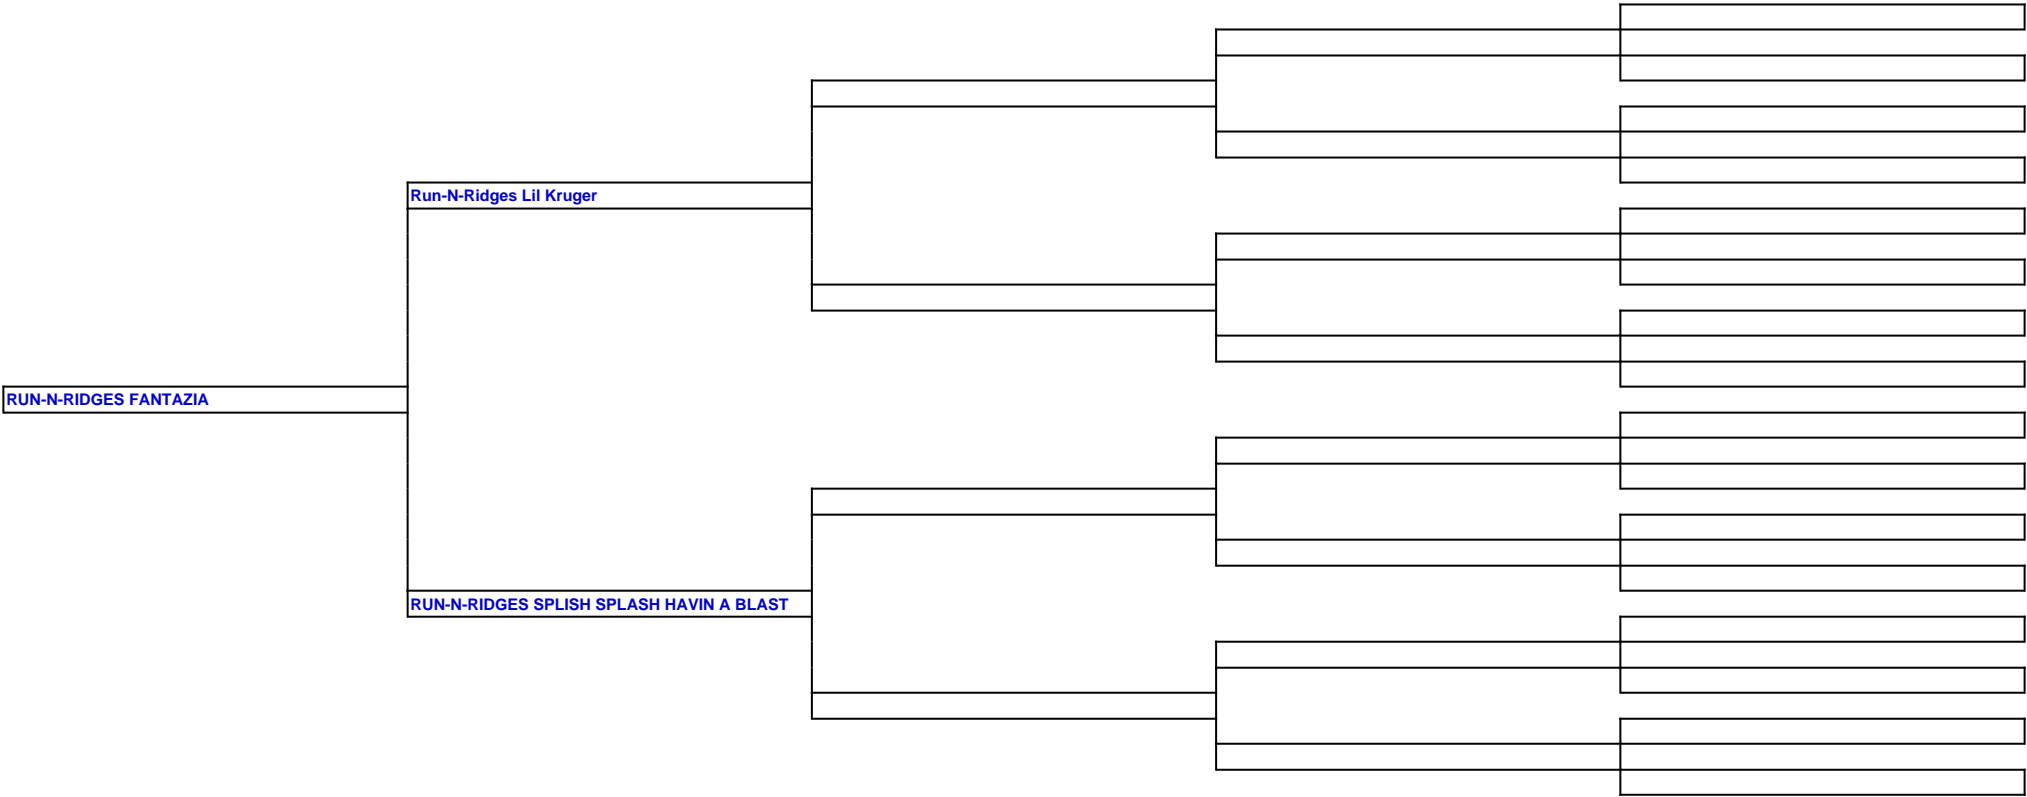 Run-N-Ridges Lil Kruger
RUN-N-RIDGES FANTAZIA
RUN-N-RIDGES SPLISH SPLASH HAVIN A BLAST